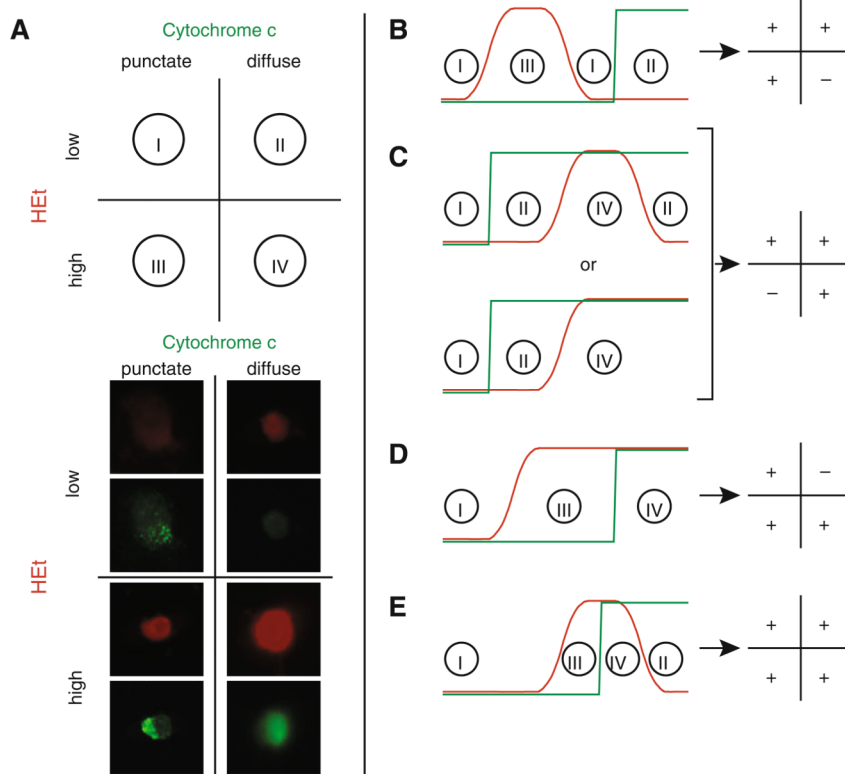 A
Cytochrome c
punctate diffuse
low
I II
HEt
high
III IV
Cytochrome c
punctate diffuse
low
HEt
high
B
I III I II
+ +
+ −
C
I II IV II
or
I II IV
+ +
− +
D
I III IV
+ −
+ +
E
I III IV II
+ +
+ +